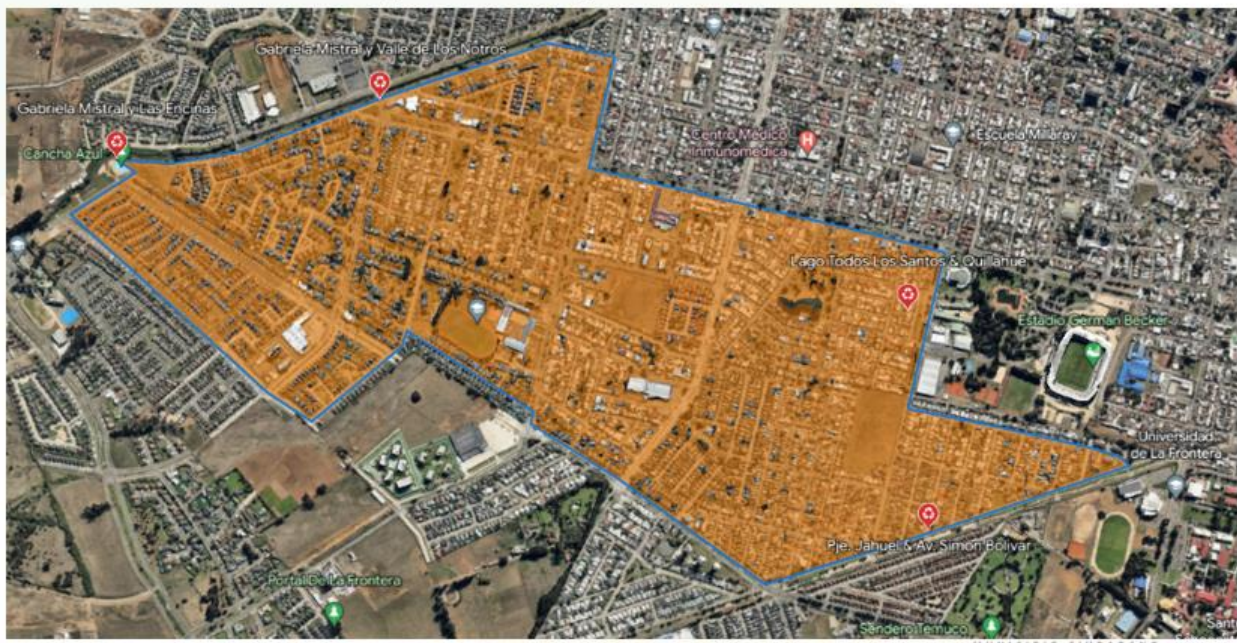 Gabriela Mistral y Valle de Los Notros
Gabriela Mistral y Las Encinas
Cancha Azul
Centro Médico
Inmunomedica
H
Escuela Millaray
Lago Todos Los Santos & Quillahue
Estadio Germán Becker
Universidad
de La Frontera
Pje. Jahuel & Av. Simón Bolívar
Portal De La Frontera
Sendero Temuco